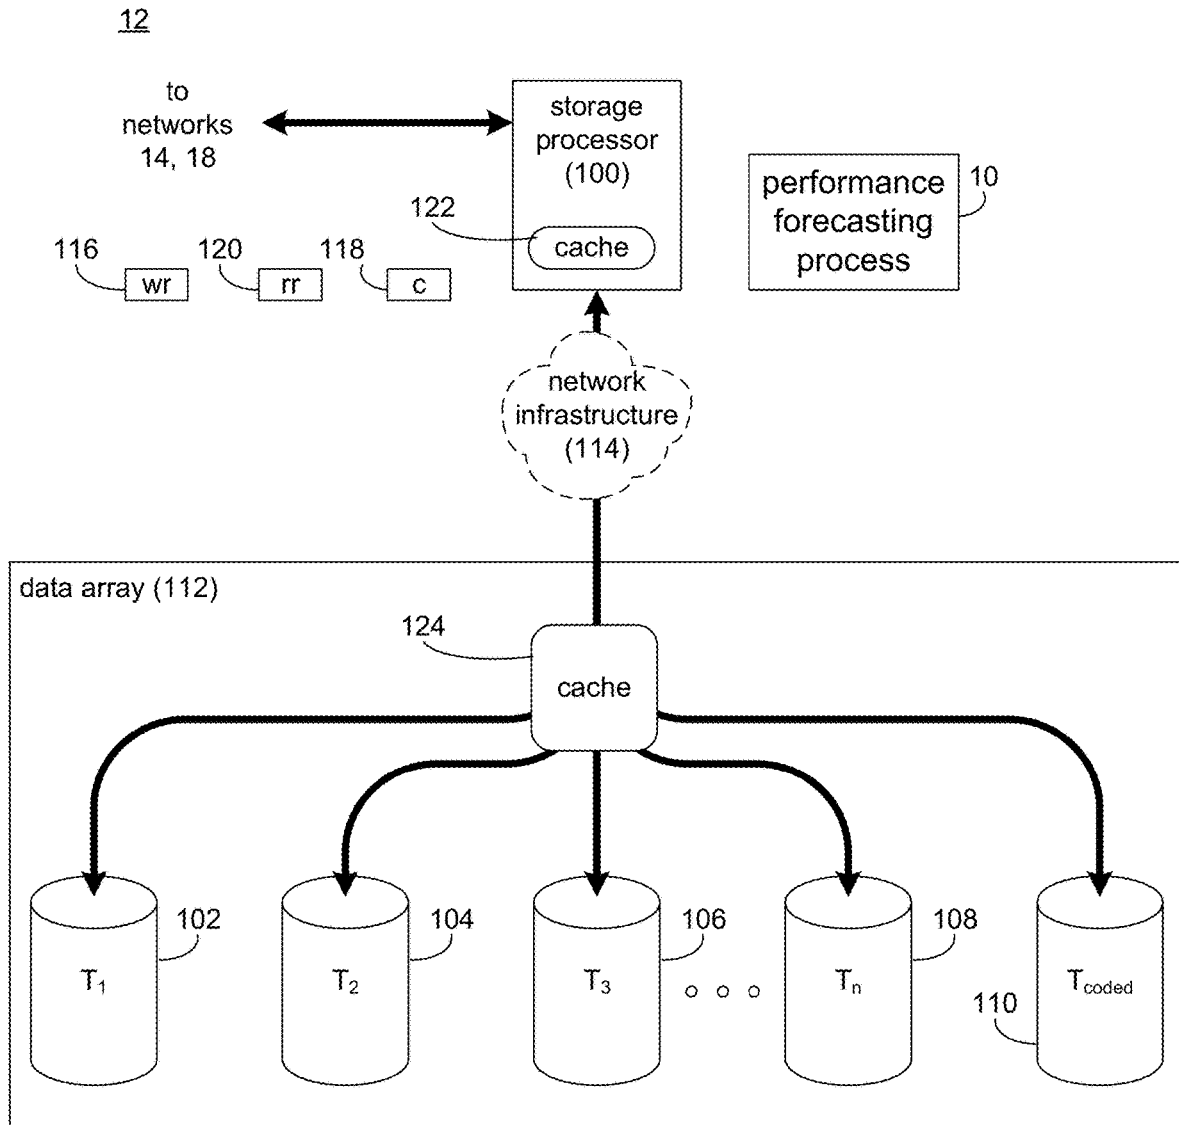 12
to
networks
14, 18
storage
processor
(100)
122
cache
performance
forecasting
process
10
116
wr
120
rr
118
c
network
infrastructure
(114)
data array (112)
124
cache
102
T1
104
T2
106
T3
108
Tn
110
Tcoded